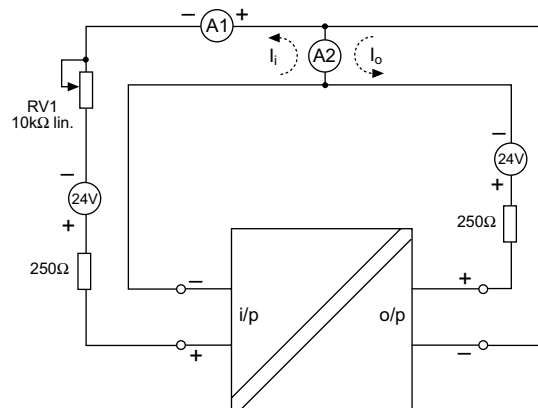 − A1 +
A2
Ii
Io
RV1
10kΩ lin.
−
24V
+
250Ω
−
24V
+
250Ω
−
i/p
+
+
o/p
−